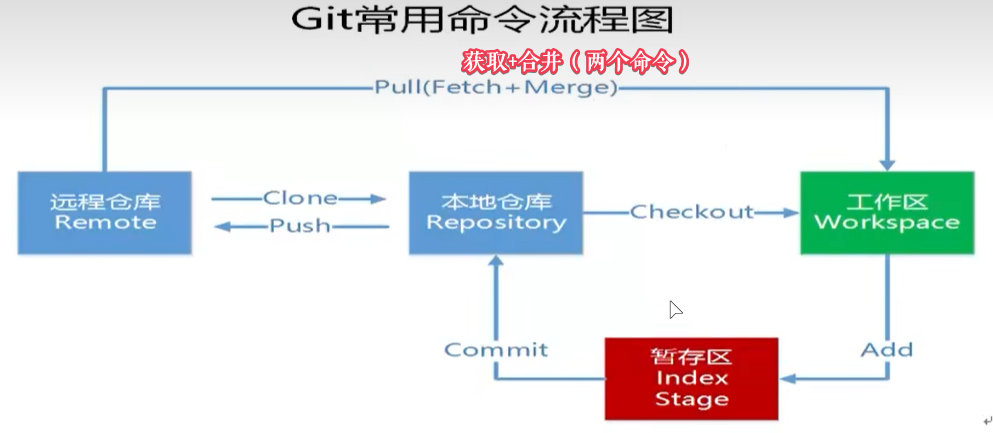 Git常用命令流程图
获取+合并（两个命令）
Pull(Fetch+Merge)
远程仓库
Remote
Clone
Push
本地仓库
Repository
Checkout
工作区
Workspace
Commit
暂存区
Index
Stage
Add